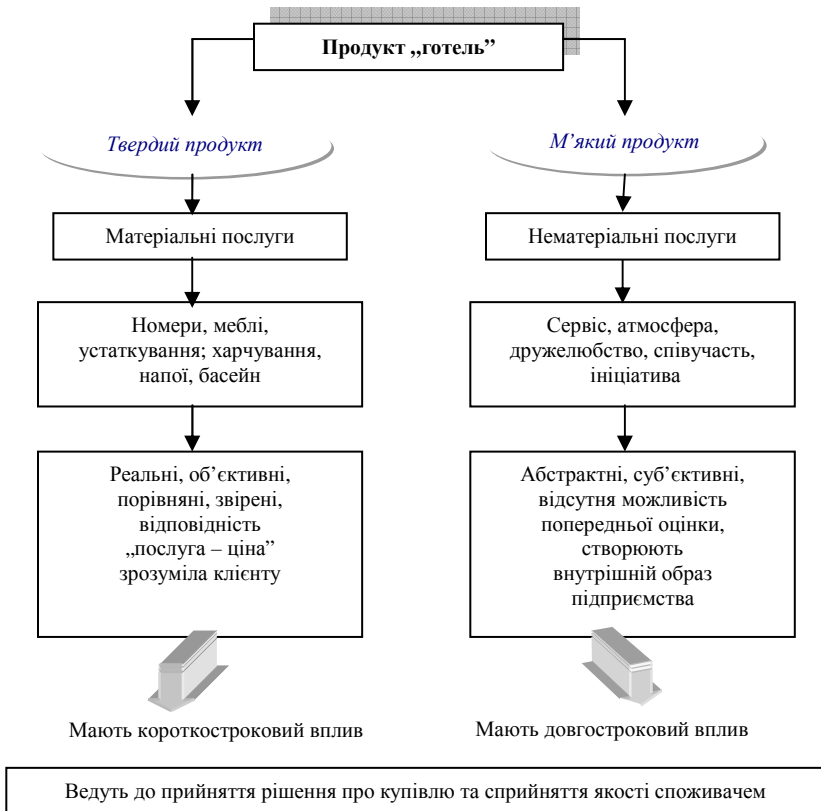 Продукт „готель”
Твердий продукт
М’який продукт
Матеріальні послуги
Нематеріальні послуги
Номери, меблі,
устаткування; харчування,
напої, басейн
Сервіс, атмосфера,
дружелюбство, співучасть,
ініціатива
Реальні, об’єктивні,
порівняні, звірені,
відповідність
„послуга – ціна”
зрозуміла клієнту
Абстрактні, суб’єктивні,
відсутня можливість
попередньої оцінки,
створюють
внутрішній образ
підприємства
Мають короткостроковий вплив
Мають довгостроковий вплив
Ведуть до прийняття рішення про купівлю та сприйняття якості споживачем